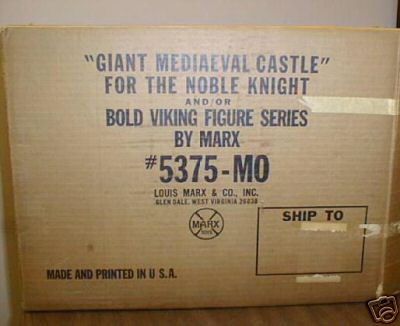 "GIANT MEDIAEVAL CASTLE"
FOR THE NOBLE KNIGHT
AND/OR
BOLD VIKING FIGURE SERIES
BY MARX
#5375-MO
LOUIS MARX & CO., INC.
GLEN DALE, WEST VIRGINIA 26038
MARX
TOYS
SHIP TO
MADE AND PRINTED IN U S.A.